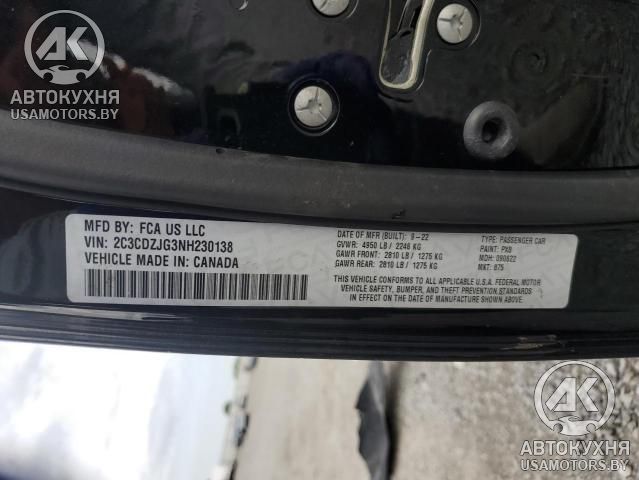 АК
АВТОКУХНЯ
USAMOTORS.BY
MFD BY: FCA US LLC
VIN: 2C3CDZJG3NH230138
VEHICLE MADE IN: CANADA
DATE OF MFR (BUILT): 9-22
GVWR: 4950 LB / 2246 KG
GAWR FRONT: 2810 LB / 1275 KG
GAWR REAR: 2810 LB / 1275 KG
TYPE: PASSENGER CAR
PAINT: PX8
MDH: 090622
MKT: 675
THIS VEHICLE CONFORMS TO ALL APPLICABLE U.S.A. FEDERAL MOTOR
VEHICLE SAFETY, BUMPER, AND THEFT PREVENTION STANDARDS
IN EFFECT ON THE DATE OF MANUFACTURE SHOWN ABOVE.
АК
АВТОКУХНЯ
USAMOTORS.BY